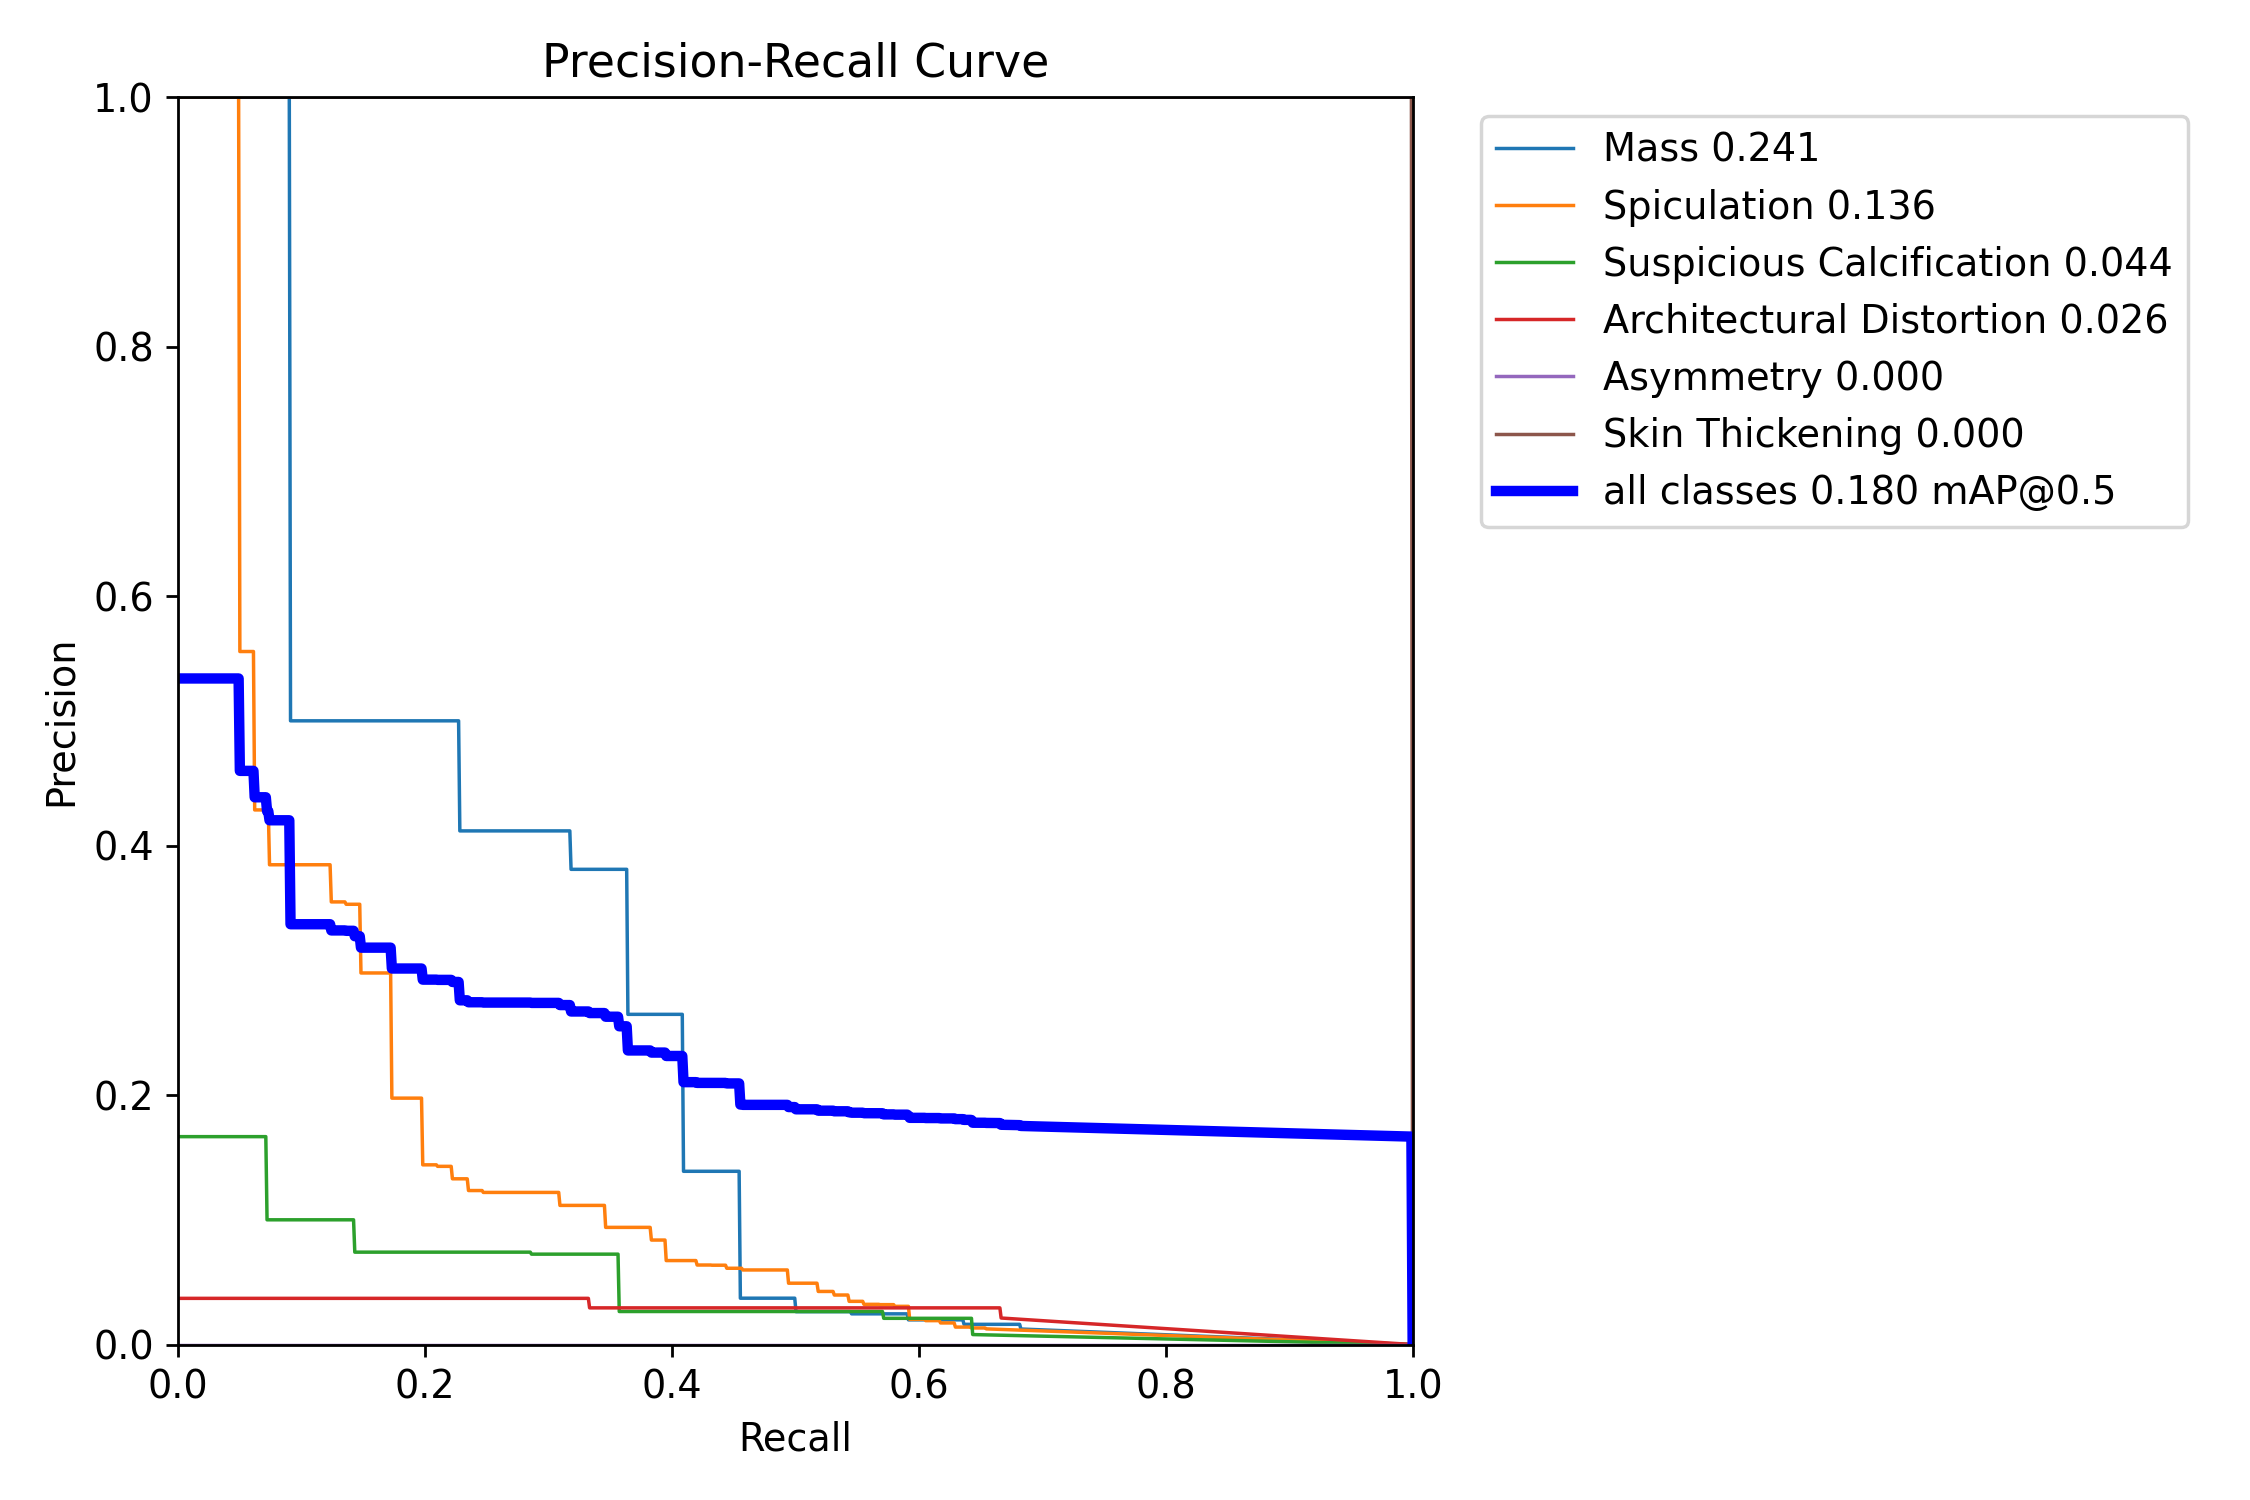 Precision-Recall Curve
1.0
0.8
0.6
0.4
0.2
0.0
Precision
0.0 0.2 0.4 0.6 0.8 1.0
Recall
Mass 0.241
Spiculation 0.136
Suspicious Calcification 0.044
Architectural Distortion 0.026
Asymmetry 0.000
Skin Thickening 0.000
all classes 0.180 mAP@0.5